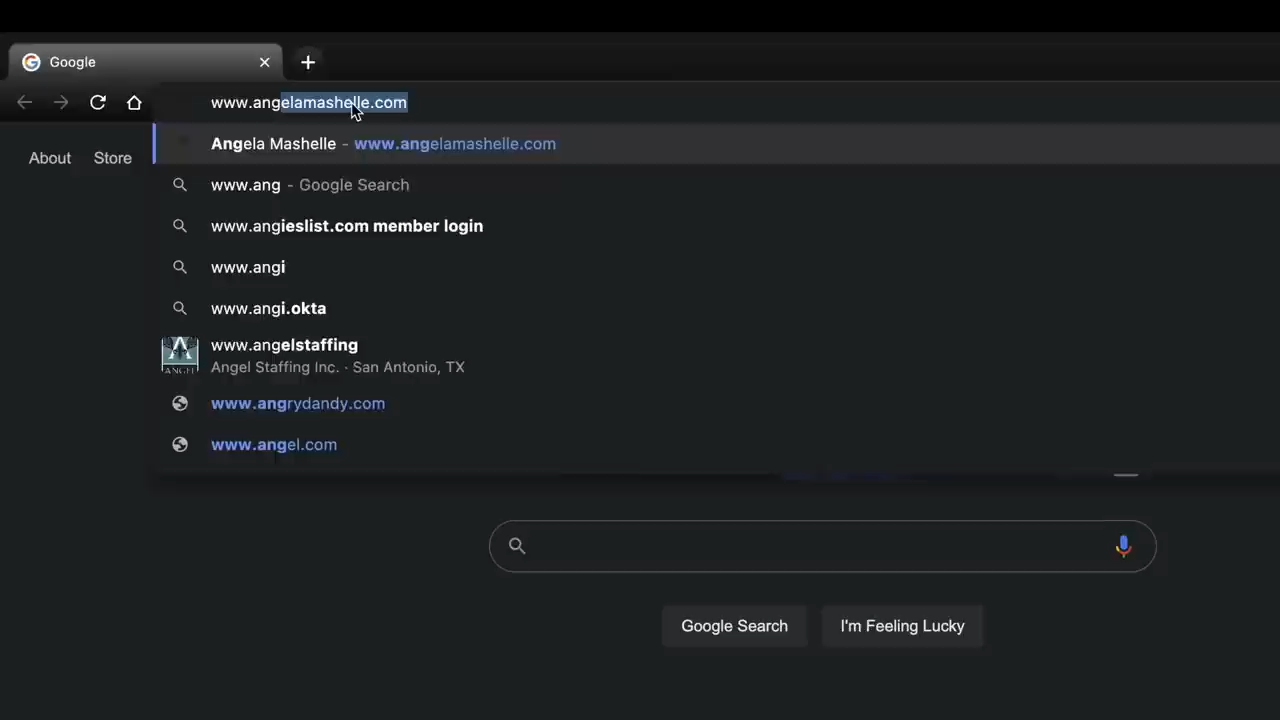 Google
www.angelamashelle.com
Angela Mashelle - www.angelamashelle.com
About Store
www.ang - Google Search
www.angieslist.com member login
www.angi
www.angi.okta
www.angelstaffing
Angel Staffing Inc. · San Antonio, TX
ANGEL
www.angrydandy.com
www.angel.com
Google Search
I'm Feeling Lucky